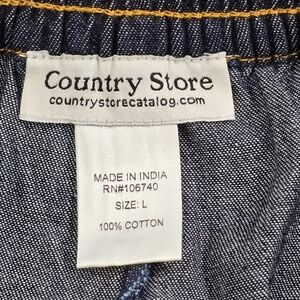 Country Store
countrystorecatalog.com
MADE IN INDIA
RN#106740
SIZE: L
100% COTTON